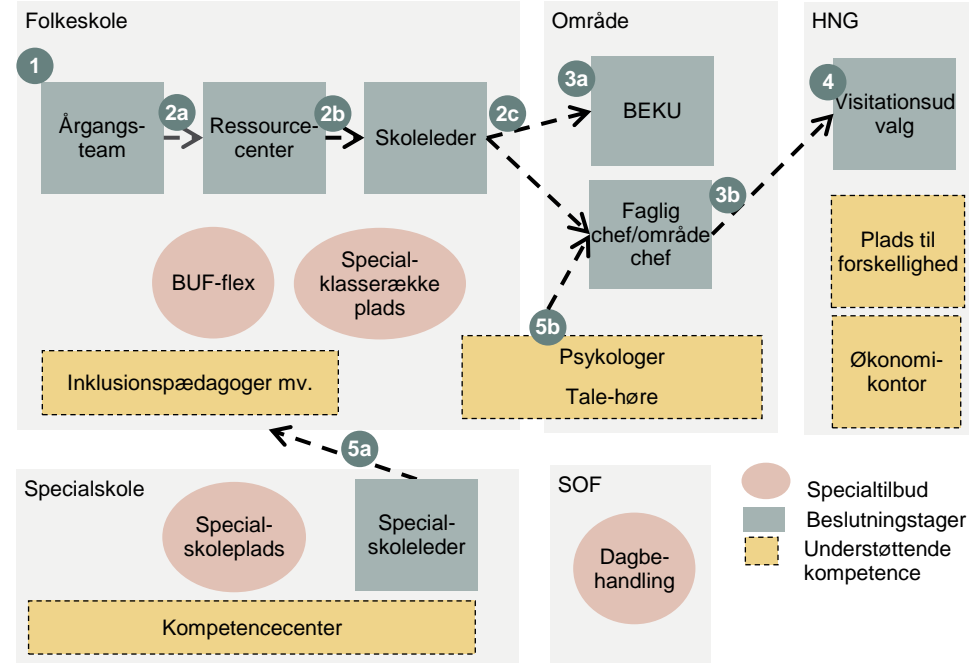 Folkeskole
1
Årgangs-
team
2a
Ressource-
center
2b
Skoleleder
2c
BUF-flex
Special-
klasserække
plads
Inklusionspædagoger mv.
Område
3a
BEKU
Faglig
chef/område
chef
3b
5b
Psykologer
Tale-høre
HNG
4
Visitationsud
valg
Plads til
forskellighed
Økonomi-
kontor
5a
Specialskole
Special-
skoleplads
Special-
skoleleder
Kompetencecenter
SOF
Dagbe-
handling
Specialtilbud
Beslutningstager
Understøttende
kompetence